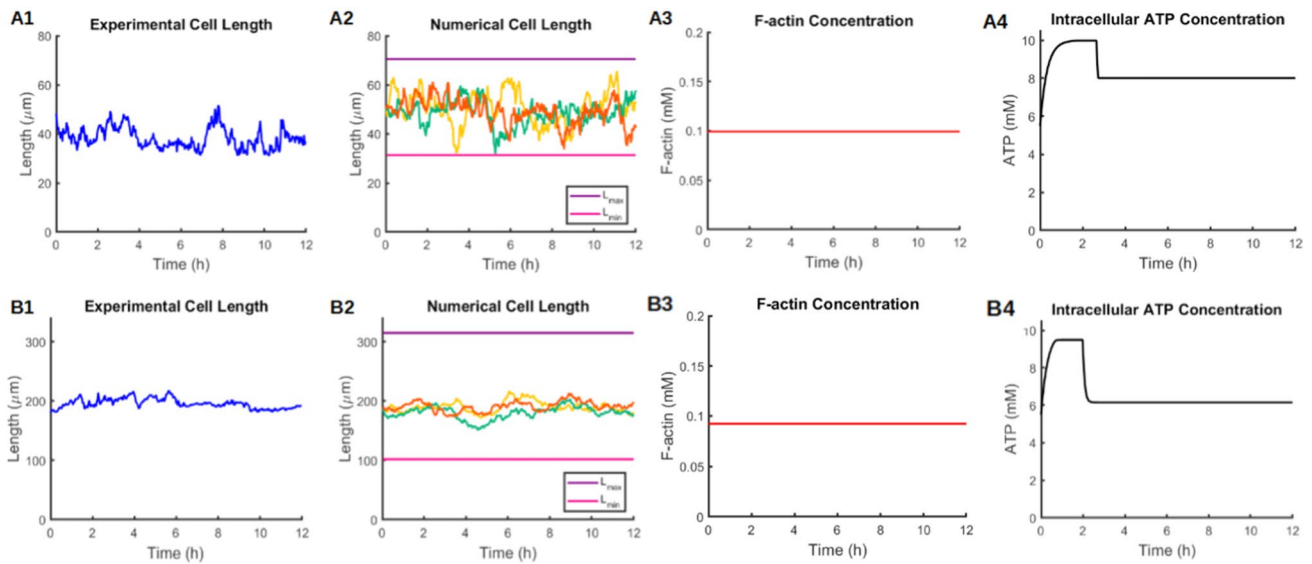 A1
Experimental Cell Length
80
60
40
20
0
Length (μm)
0 2 4 6 8 10 12
Time (h)
A2
Numerical Cell Length
80
60
40
20
0
Length (μm)
L_max
L_min
0 2 4 6 8 10 12
Time (h)
A3
F-actin Concentration
0.2
0.15
0.1
0.05
0
F-actin (mM)
0 2 4 6 8 10 12
Time (h)
A4
Intracellular ATP Concentration
10
8
6
4
2
0
ATP (mM)
0 2 4 6 8 10 12
Time (h)
B1
Experimental Cell Length
300
200
100
0
Length (μm)
0 2 4 6 8 10 12
Time (h)
B2
Numerical Cell Length
300
200
100
0
Length (μm)
L_max
L_min
0 2 4 6 8 10 12
Time (h)
B3
F-actin Concentration
0.2
0.15
0.1
0.05
0
F-actin (mM)
0 2 4 6 8 10 12
Time (h)
B4
Intracellular ATP Concentration
10
8
6
4
2
0
ATP (mM)
0 2 4 6 8 10 12
Time (h)